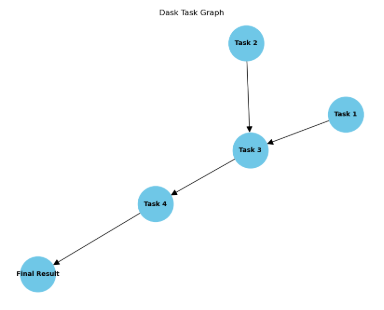 Dask Task Graph
Task 2
Task 1
Task 3
Task 4
Final Result